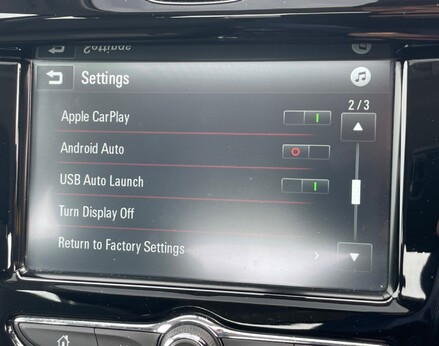 Settings
2/3
Apple CarPlay
Android Auto
USB Auto Launch
Turn Display Off
Return to Factory Settings